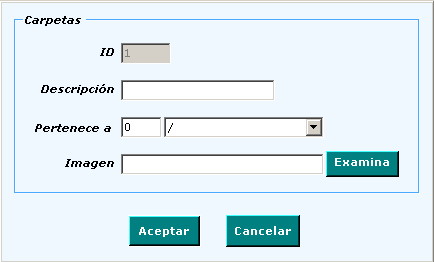 Carpetas
ID 1
Descripción
Pertenece a 0 /
Imagen Examina
Aceptar Cancelar